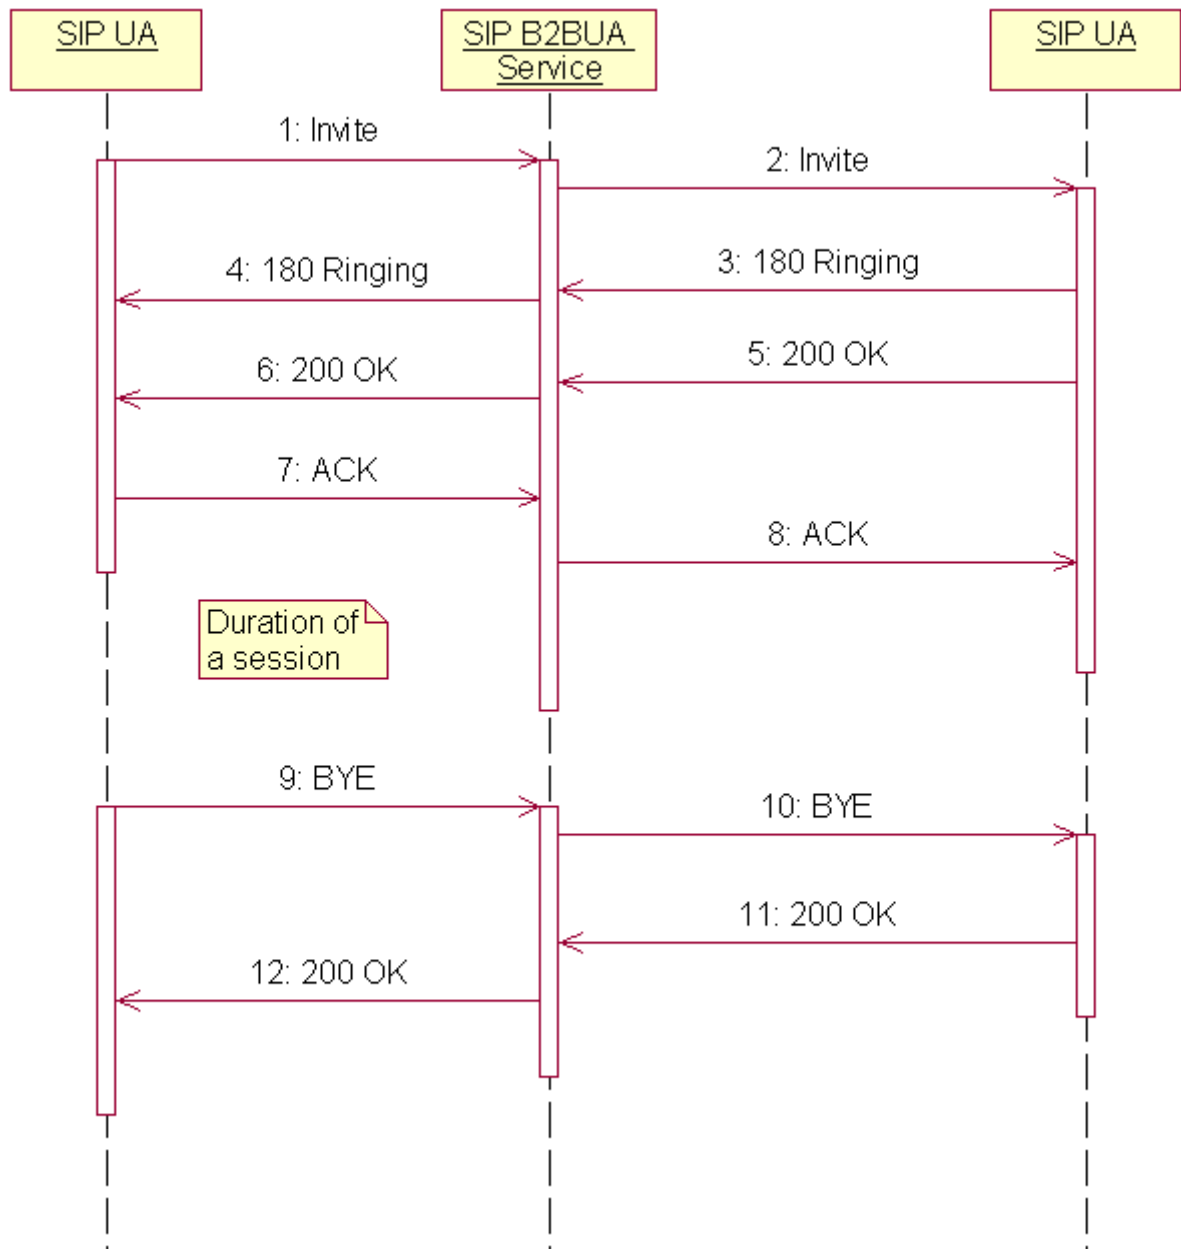 SIP UA
SIP B2BUA
Service
SIP UA
1: Invite
2: Invite
3: 180 Ringing
4: 180 Ringing
5: 200 OK
6: 200 OK
7: ACK
8: ACK
Duration of
a session
9: BYE
10: BYE
11: 200 OK
12: 200 OK